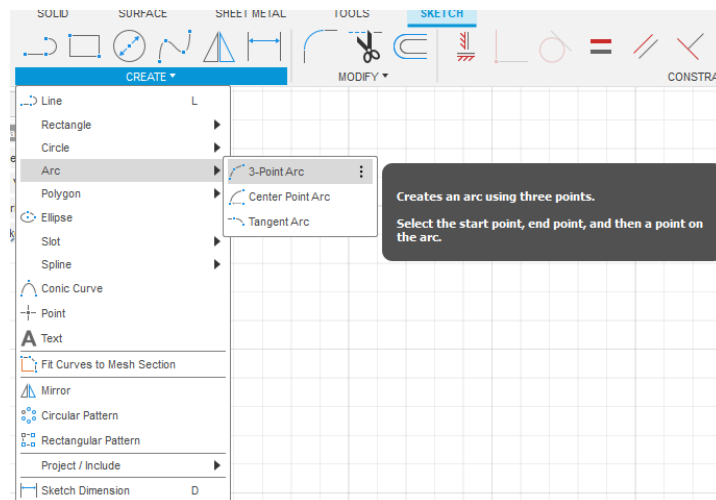 SOLID SURFACE SHEET METAL TOOLS SKETCH
CREATE MODIFY CONSTRA
Line L
Rectangle
Circle
Arc
Polygon
Ellipse
Slot
Spline
Conic Curve
Point
A Text
Fit Curves to Mesh Section
Mirror
Circular Pattern
Rectangular Pattern
Project / Include
Sketch Dimension D
3-Point Arc
Center Point Arc
Tangent Arc
Creates an arc using three points.
Select the start point, end point, and then a point on
the arc.